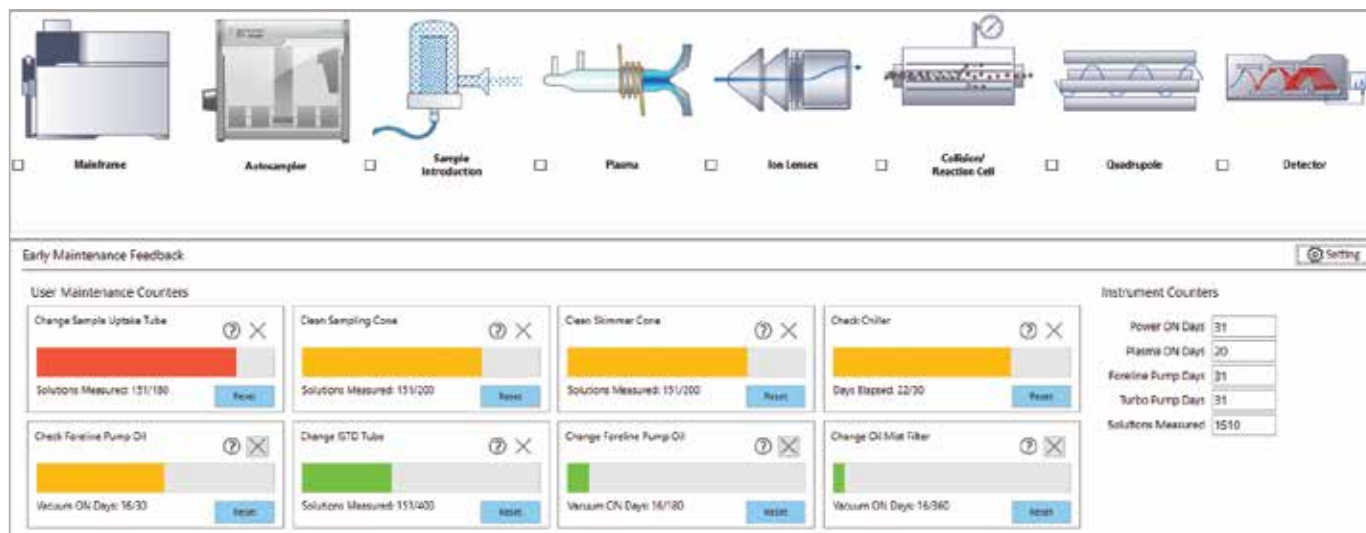 Mainframe
Autosampler
Sample
Introduction
Plasma
Ion Lenses
Collision/
Reaction Cell
Quadrupole
Detector
Early Maintenance Feedback
Setting
User Maintenance Counters
Change Sample Uptake Tube
Solutions Measured: 151/180
Reset
Clean Sampling Cone
Solutions Measured: 151/200
Reset
Clean Skimmer Cone
Solutions Measured: 151/200
Reset
Check Chiller
Days Elapsed: 22/30
Reset
Check Foreline Pump Oil
Vacuum ON Days: 16/30
Reset
Change ISTD Tube
Solutions Measured: 151/400
Reset
Change Foreline Pump Oil
Vacuum ON Days: 16/180
Reset
Change Oil Mist Filter
Vacuum ON Days: 16/360
Reset
Instrument Counters
Power ON Days 31
Plasma ON Days 20
Foreline Pump Days 31
Turbo Pump Days 31
Solutions Measured 1510